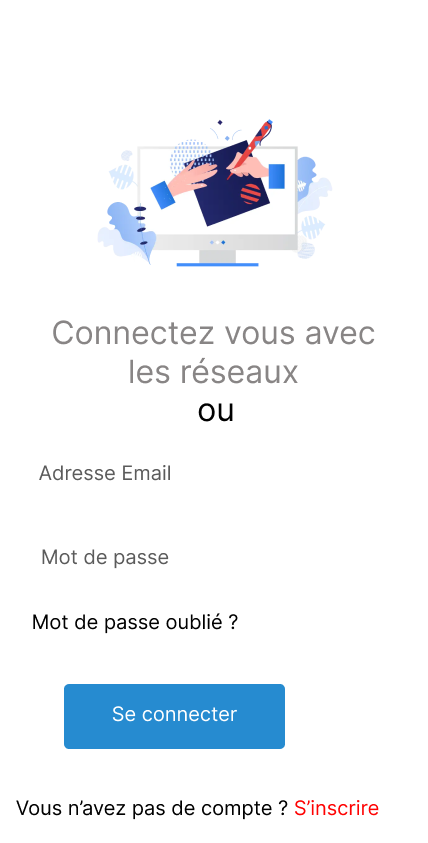 Connectez vous avec
les réseaux
ou
Adresse Email
Mot de passe
Mot de passe oublié ?
Se connecter
Vous n’avez pas de compte ? S’inscrire